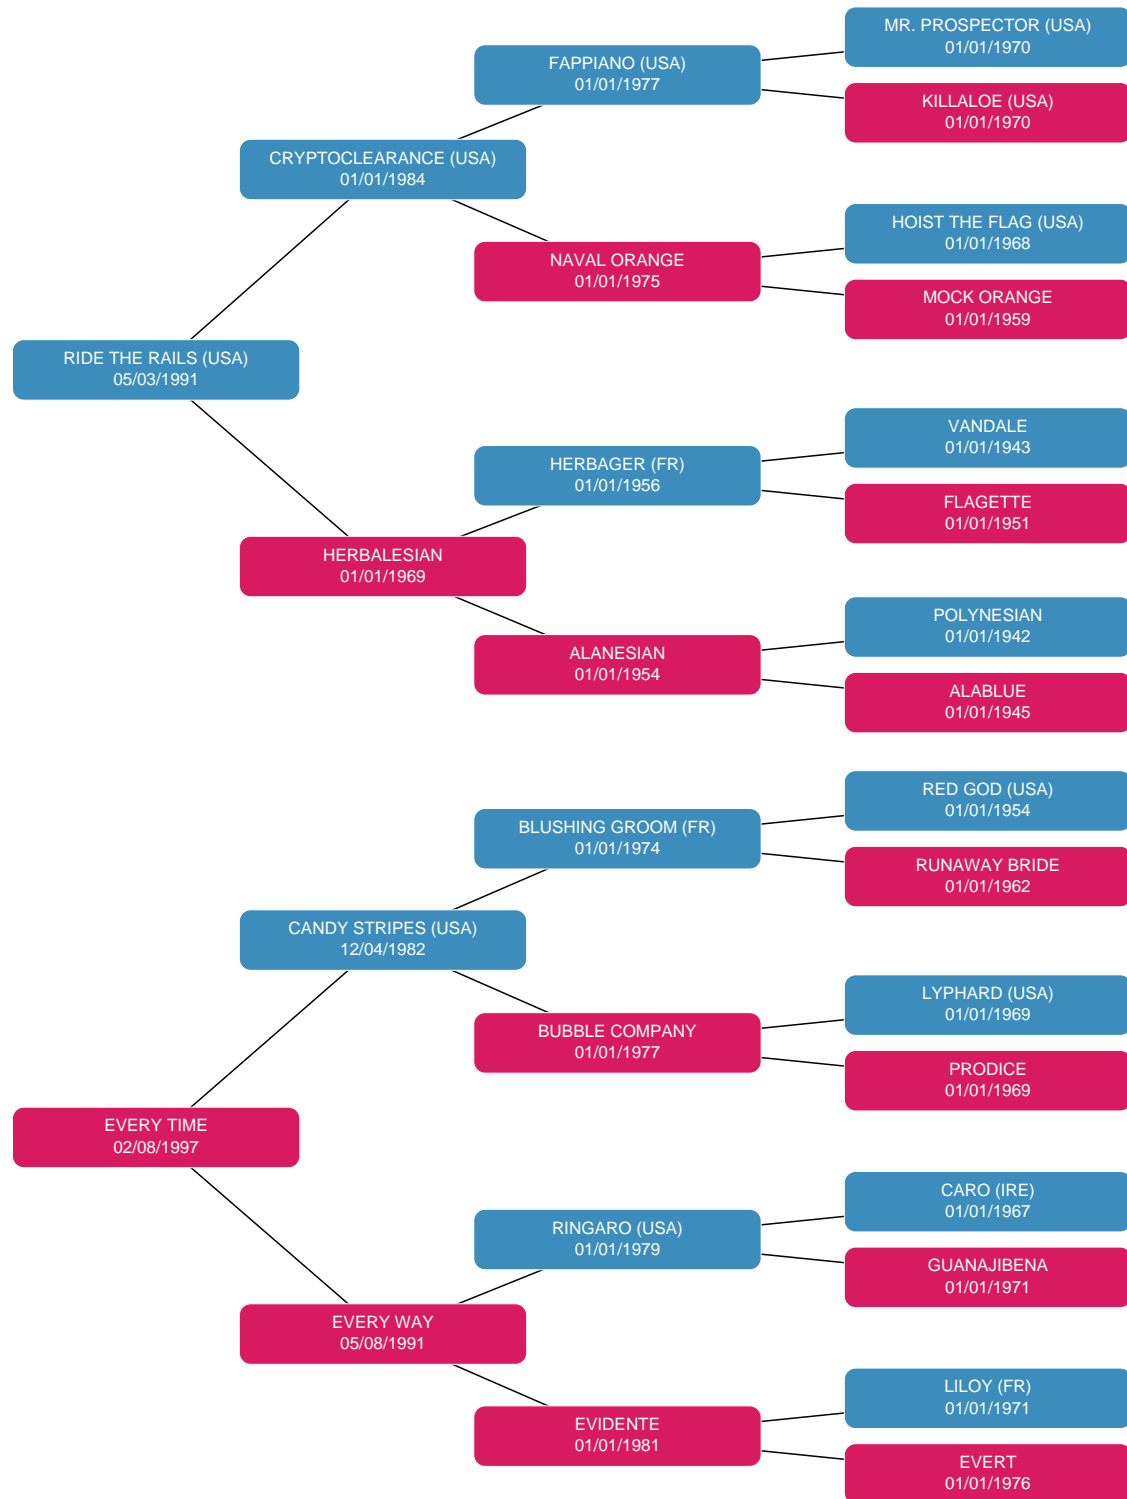 MR. PROSPECTOR (USA)
01/01/1970
FAPPIANO (USA)
01/01/1977
KILLALOE (USA)
01/01/1970
CRYPTOCLEARANCE (USA)
01/01/1984
HOIST THE FLAG (USA)
01/01/1968
NAVAL ORANGE
01/01/1975
MOCK ORANGE
01/01/1959
RIDE THE RAILS (USA)
05/03/1991
VANDALE
01/01/1943
HERBAGER (FR)
01/01/1956
FLAGETTE
01/01/1951
HERBALESIAN
01/01/1969
POLYNESIAN
01/01/1942
ALANESIAN
01/01/1954
ALABLUE
01/01/1945
RED GOD (USA)
01/01/1954
BLUSHING GROOM (FR)
01/01/1974
RUNAWAY BRIDE
01/01/1962
CANDY STRIPES (USA)
12/04/1982
LYPHARD (USA)
01/01/1969
BUBBLE COMPANY
01/01/1977
PRODICE
01/01/1969
EVERY TIME
02/08/1997
CARO (IRE)
01/01/1967
RINGARO (USA)
01/01/1979
GUANAJIBENA
01/01/1971
EVERY WAY
05/08/1991
LILOY (FR)
01/01/1971
EVIDENTE
01/01/1981
EVERT
01/01/1976